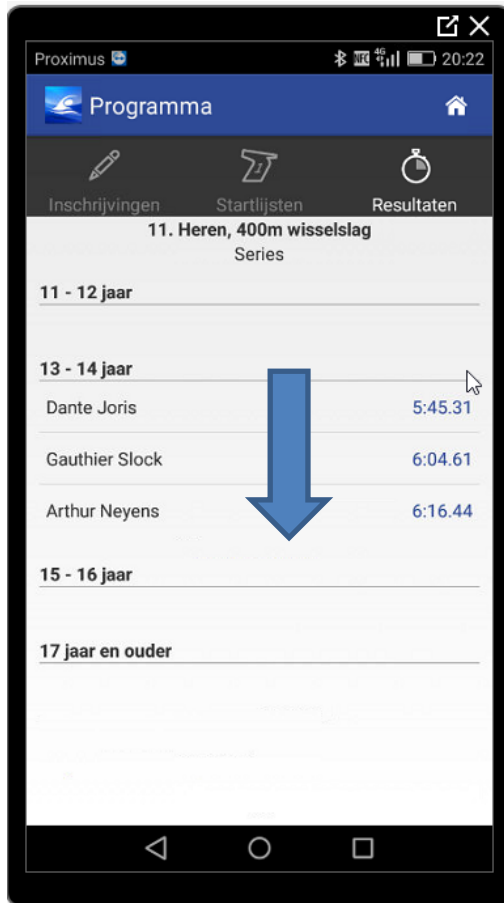 Proximus 20:22
Programma
Inschrijvingen Startlijsten Resultaten
11. Heren, 400m wisselslag
Series
11 - 12 jaar
13 - 14 jaar
Dante Joris 5:45.31
Gauthier Slock 6:04.61
Arthur Neyens 6:16.44
15 - 16 jaar
17 jaar en ouder